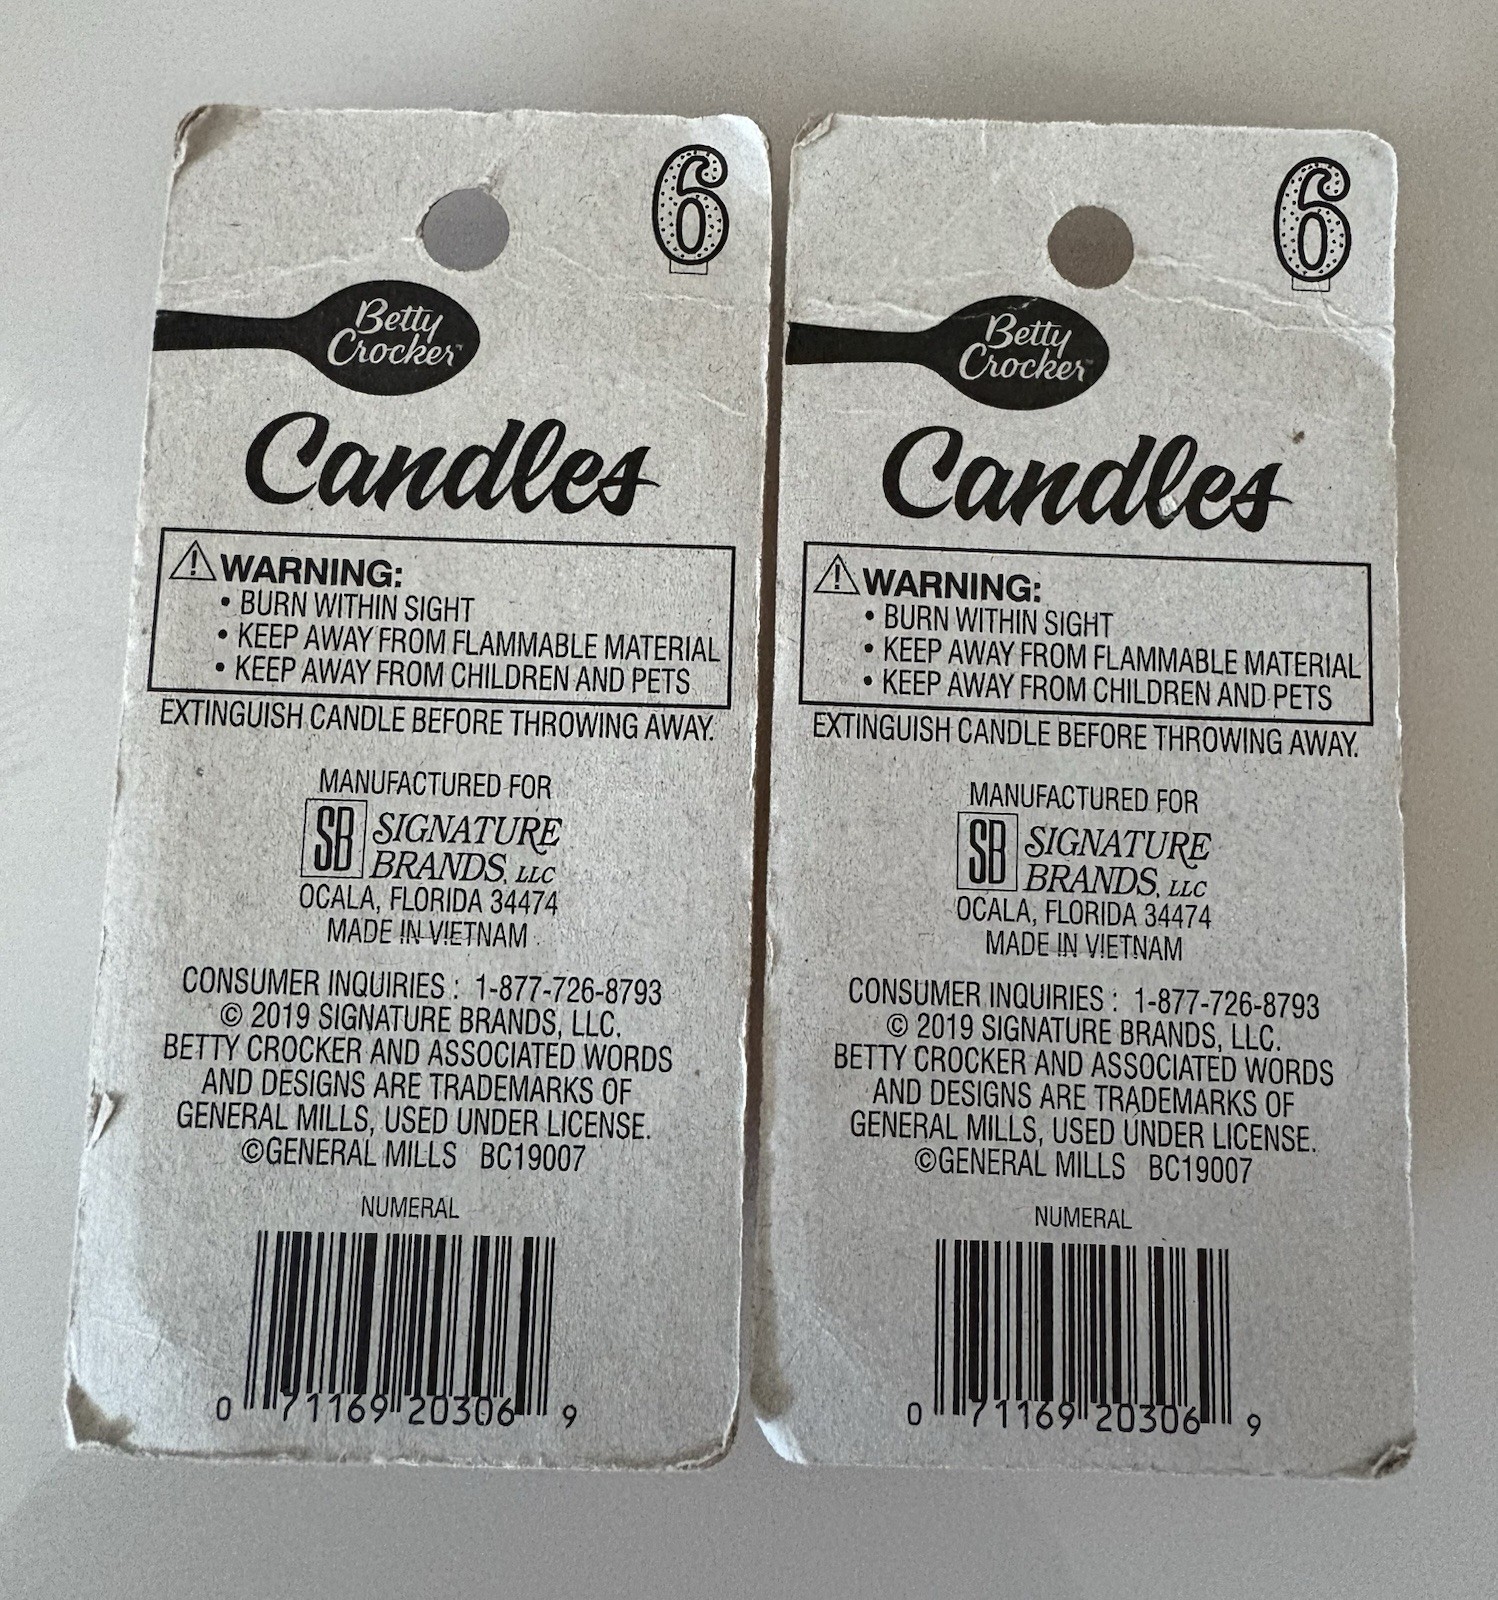 6
Betty
Crocker™
Candles
WARNING:
• BURN WITHIN SIGHT
• KEEP AWAY FROM FLAMMABLE MATERIAL
• KEEP AWAY FROM CHILDREN AND PETS
EXTINGUISH CANDLE BEFORE THROWING AWAY.
MANUFACTURED FOR
SB SIGNATURE
BRANDS, LLC
OCALA, FLORIDA 34474
MADE IN VIETNAM
CONSUMER INQUIRIES : 1-877-726-8793
© 2019 SIGNATURE BRANDS, LLC.
BETTY CROCKER AND ASSOCIATED WORDS
AND DESIGNS ARE TRADEMARKS OF
GENERAL MILLS, USED UNDER LICENSE.
©GENERAL MILLS BC19007
NUMERAL
0 71169 20306 9
6
Betty
Crocker™
Candles
WARNING:
• BURN WITHIN SIGHT
• KEEP AWAY FROM FLAMMABLE MATERIAL
• KEEP AWAY FROM CHILDREN AND PETS
EXTINGUISH CANDLE BEFORE THROWING AWAY.
MANUFACTURED FOR
SB SIGNATURE
BRANDS, LLC
OCALA, FLORIDA 34474
MADE IN VIETNAM
CONSUMER INQUIRIES : 1-877-726-8793
© 2019 SIGNATURE BRANDS, LLC.
BETTY CROCKER AND ASSOCIATED WORDS
AND DESIGNS ARE TRADEMARKS OF
GENERAL MILLS, USED UNDER LICENSE.
©GENERAL MILLS BC19007
NUMERAL
0 71169 20306 9